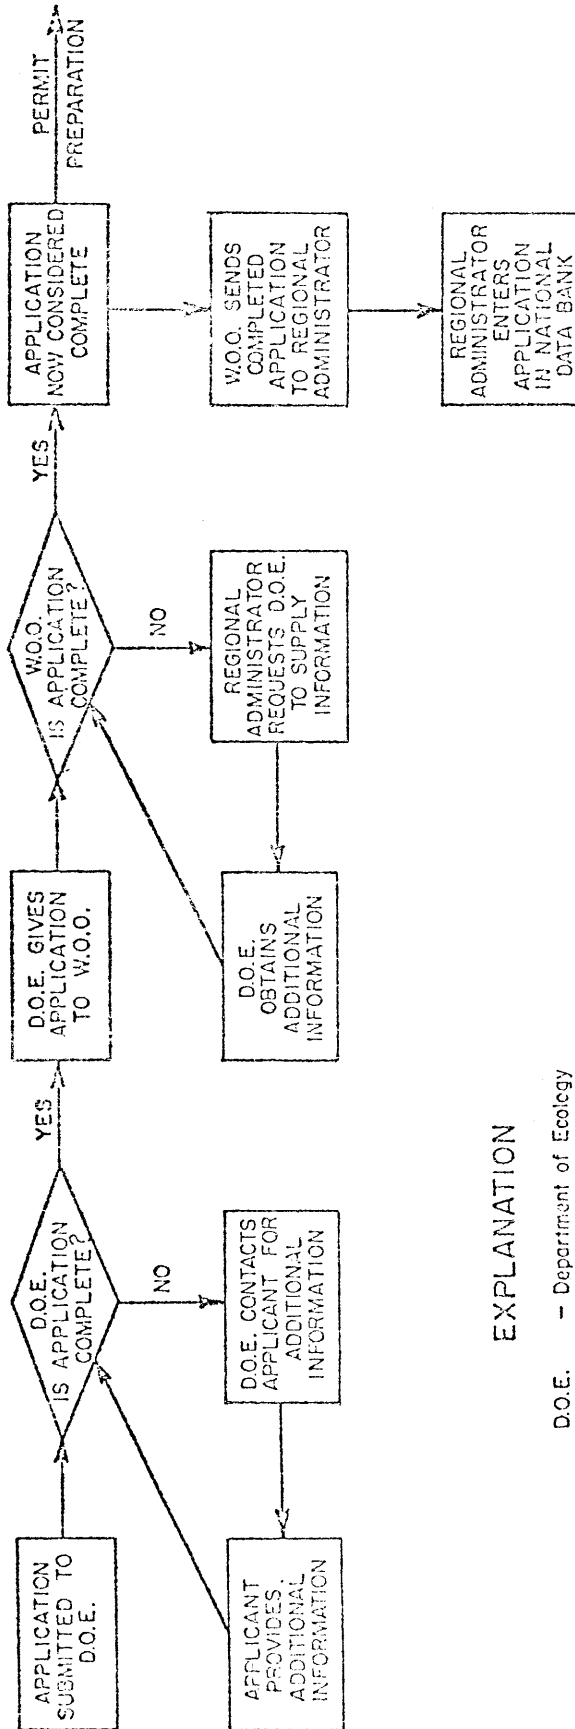 APPLICATION
SUBMITTED TO
D.O.E.
D.O.E.
IS APPLICATION
COMPLETE?
YES
NO
D.O.E. CONTACTS
APPLICANT FOR
ADDITIONAL
INFORMATION
APPLICANT
PROVIDES
ADDITIONAL
INFORMATION
D.O.E. GIVES
APPLICATION
TO W.O.O.
W.O.O.
IS APPLICATION
COMPLETE?
YES
NO
REGIONAL
ADMINISTRATOR
REQUESTS D.O.E.
TO SUPPLY
INFORMATION
D.O.E.
OBTAINS
ADDITIONAL
INFORMATION
APPLICATION
NOW CONSIDERED
COMPLETE
PERMIT
PREPARATION
W.O.O. SENDS
COMPLETED
APPLICATION
TO REGIONAL
ADMINISTRATOR
REGIONAL
ADMINISTRATOR
ENTERS
APPLICATION
IN NATIONAL
DATA BANK
EXPLANATION
D.O.E. - Department of Ecology